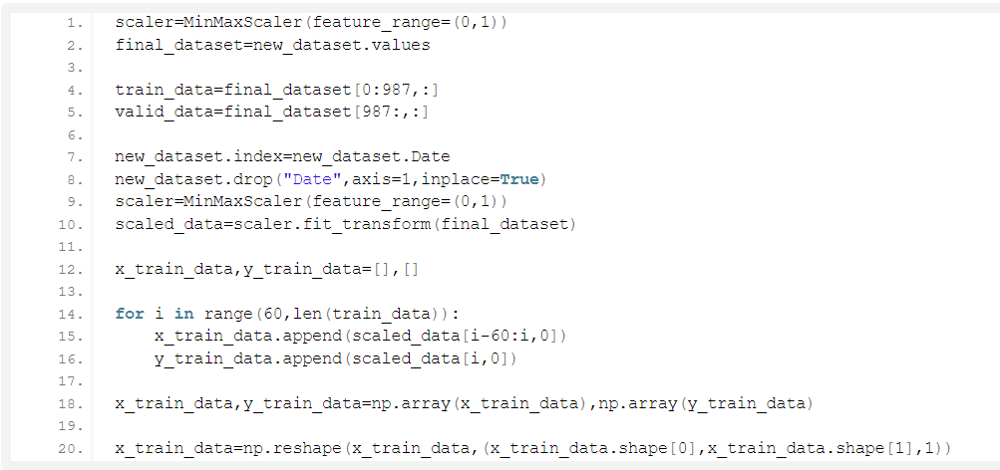 1. scaler=MinMaxScaler(feature_range=(0,1))
2. final_dataset=new_dataset.values
3.
4. train_data=final_dataset[0:987,:]
5. valid_data=final_dataset[987:,:]
6.
7. new_dataset.index=new_dataset.Date
8. new_dataset.drop("Date",axis=1,inplace=True)
9. scaler=MinMaxScaler(feature_range=(0,1))
10. scaled_data=scaler.fit_transform(final_dataset)
11.
12. x_train_data,y_train_data=[],[]
13.
14. for i in range(60,len(train_data)):
15.     x_train_data.append(scaled_data[i-60:i,0])
16.     y_train_data.append(scaled_data[i,0])
17.
18. x_train_data,y_train_data=np.array(x_train_data),np.array(y_train_data)
19.
20. x_train_data=np.reshape(x_train_data,(x_train_data.shape[0],x_train_data.shape[1],1))